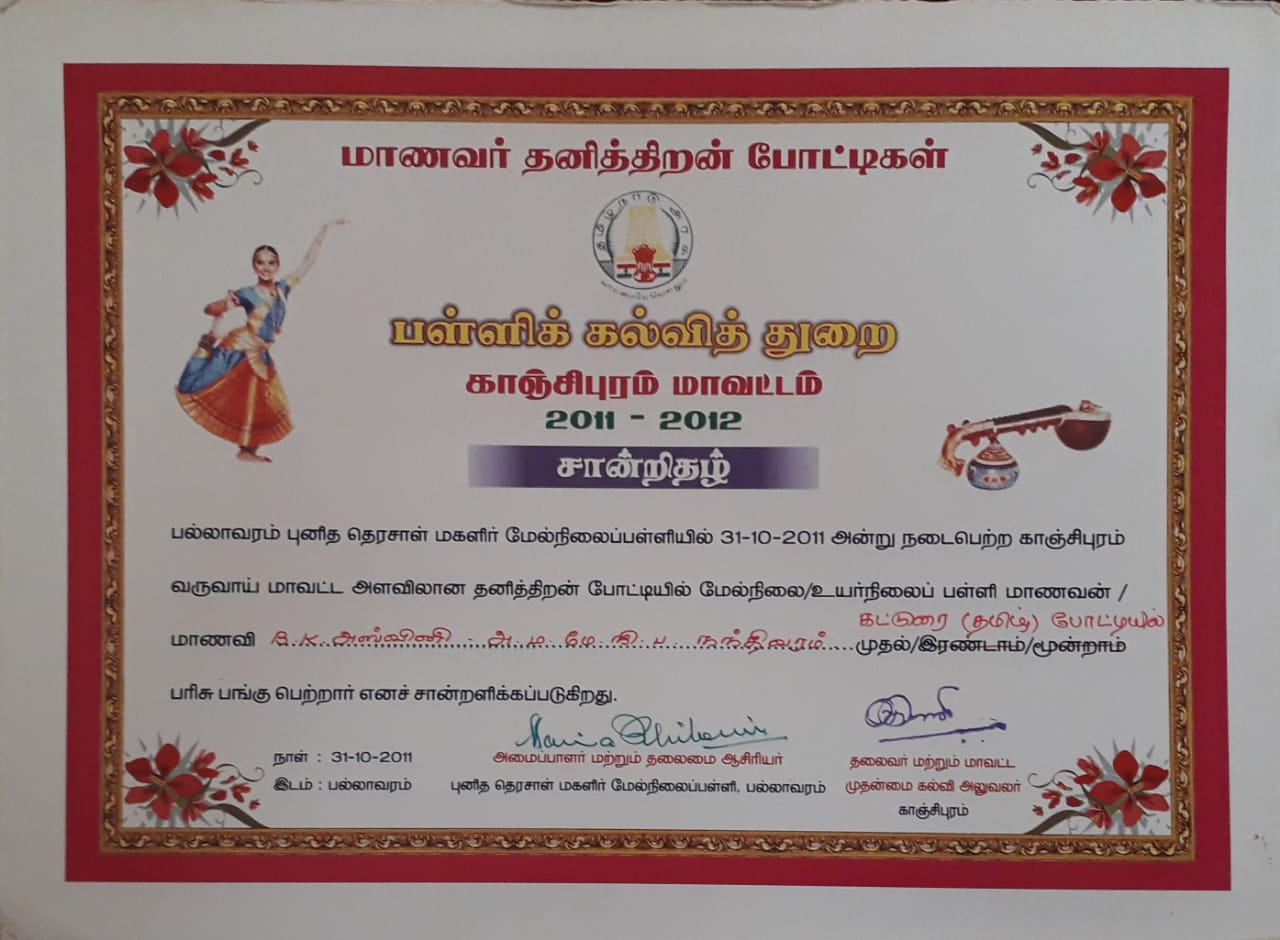 மாணவர் தனித்திறன் போட்டிகள்
தமிழ்நாடு அரசு
வாய்மையே வெல்லும்
பள்ளிக் கல்வித் துறை
காஞ்சிபுரம் மாவட்டம்
2011 - 2012
சான்றிதழ்
பல்லாவரம் புனித தெரசாள் மகளிர் மேல்நிலைப்பள்ளியில் 31-10-2011 அன்று நடைபெற்ற காஞ்சிபுரம்
வருவாய் மாவட்ட அளவிலான தனித்திறன் போட்டியில் மேல்நிலை/உயர்நிலைப் பள்ளி மாணவன் /
கட்டுரை (தமிழ்) போட்டியில்
மாணவி B.K. அஸ்வினி அ.ம.மே.நி.ப. நந்திவரம் முதல்/இரண்டாம்/மூன்றாம்
பரிசு பங்கு பெற்றார் எனச் சான்றளிக்கப்படுகிறது.
நாள் : 31-10-2011
இடம் : பல்லாவரம்
அமைப்பாளர் மற்றும் தலைமை ஆசிரியர்
புனித தெரசாள் மகளிர் மேல்நிலைப்பள்ளி, பல்லாவரம்
தலைவர் மற்றும் மாவட்ட
முதன்மை கல்வி அலுவலர்
காஞ்சிபுரம்